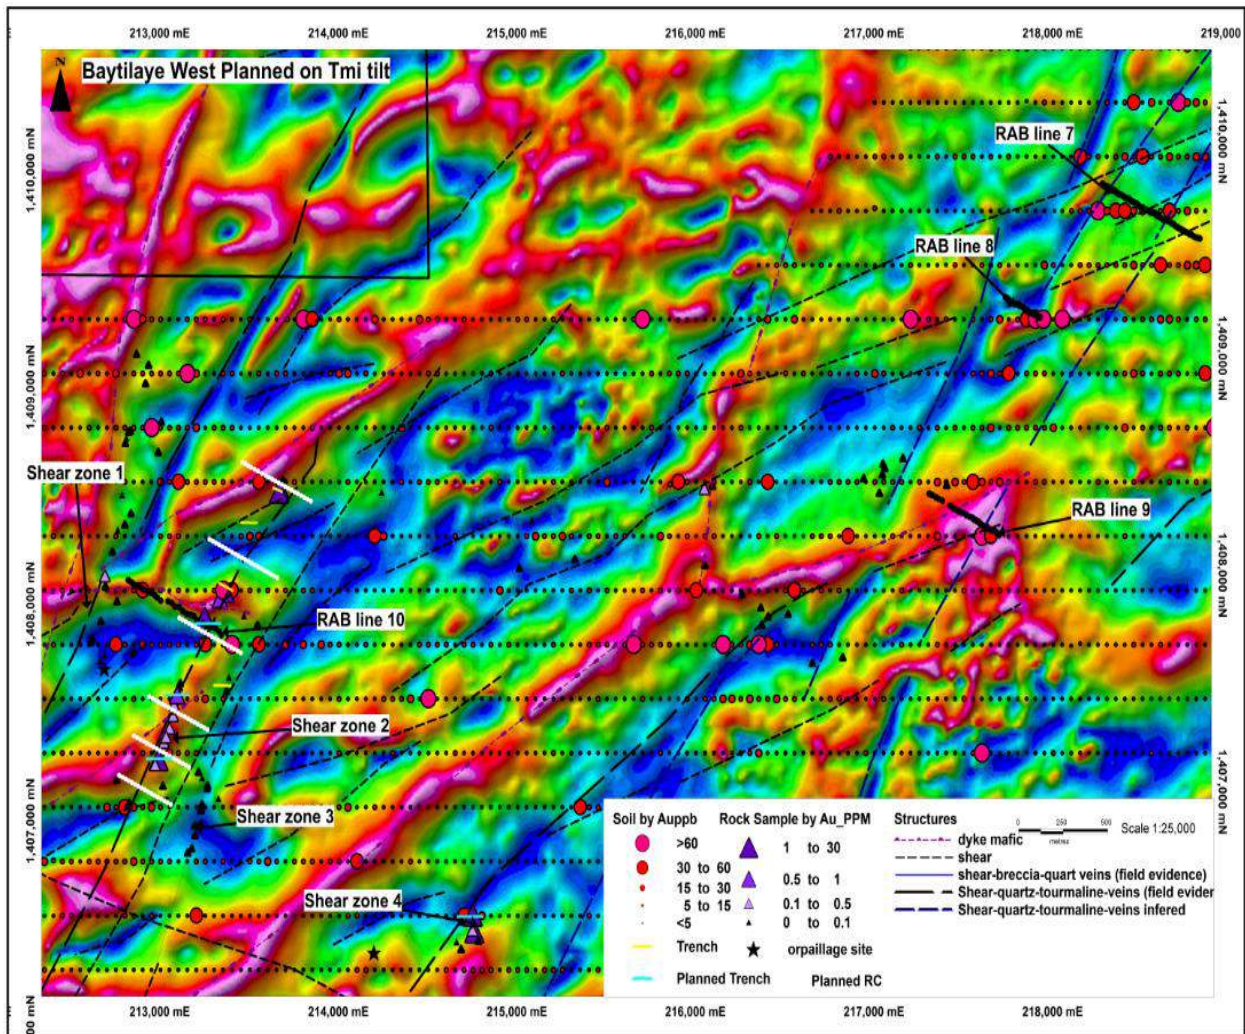 213,000 mE 214,000 mE 215,000 mE 216,000 mE 217,000 mE 218,000 mE 219,000
Baytilaye West Planned on Tmi tilt
N
1,410,000 mN
1,410,000 mN
RAB line 7
RAB line 8
1,409,000 mN
1,409,000 mN
Shear zone 1
RAB line 9
1,408,000 mN
1,408,000 mN
RAB line 10
Shear zone 2
1,407,000 mN
1,407,000 mN
Shear zone 3
Shear zone 4
Soil by Auppb
>60
30 to 60
15 to 30
5 to 15
<5
Trench
Planned Trench
Rock Sample by Au_PPM
1 to 30
0.5 to 1
0.1 to 0.5
0 to 0.1
orpaillage site
Planned RC
Structures
dyke mafic
shear
shear-breccia-quart veins (field evidence)
Shear-quartz-tourmaline-veins (field evider
Shear-quartz-tourmaline-veins infered
0 250 500
metres
Scale 1:25,000
00 mN
213,000 mE 214,000 mE 215,000 mE 216,000 mE 217,000 mE 218,000 mE